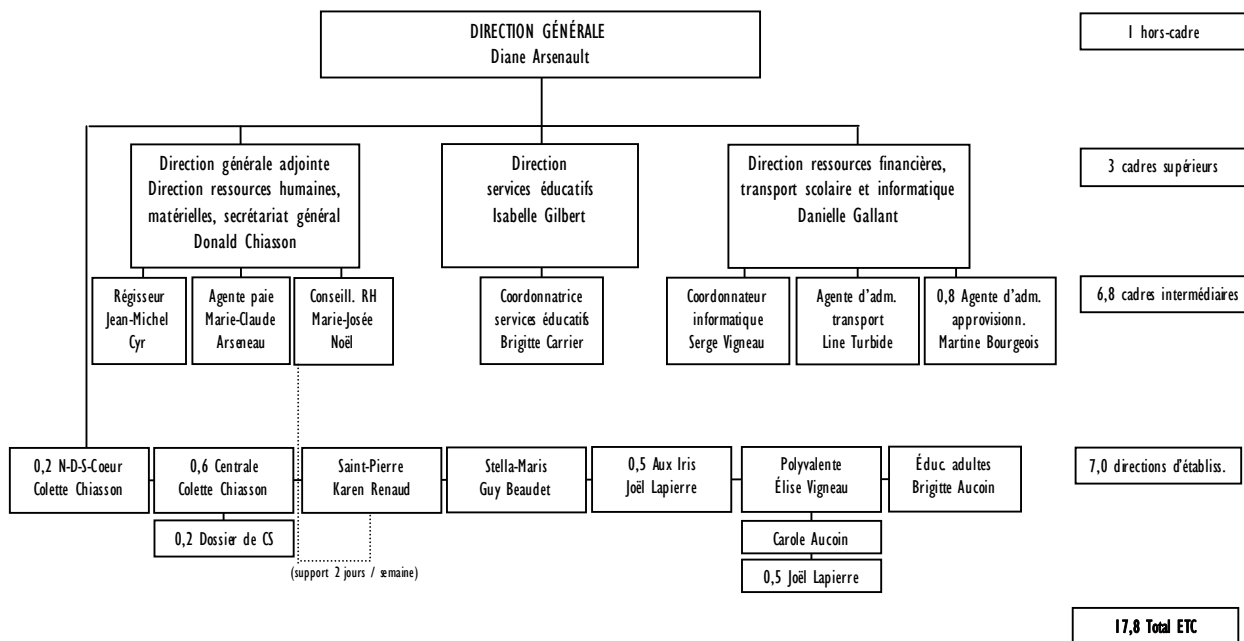 DIRECTION GÉNÉRALE
Diane Arsenault
1 hors-cadre
Direction générale adjointe
Direction ressources humaines,
matérielles, secrétariat général
Donald Chiasson
Direction
services éducatifs
Isabelle Gilbert
Direction ressources financières,
transport scolaire et informatique
Danielle Gallant
3 cadres supérieurs
Régisseur
Jean-Michel
Cyr
Agente paie
Marie-Claude
Arseneau
Conseill. RH
Marie-Josée
Noël
Coordonnatrice
services éducatifs
Brigitte Carrier
Coordonnateur
informatique
Serge Vigneau
Agente d'adm.
transport
Line Turbide
0,8 Agente d'adm.
approvisionn.
Martine Bourgeois
6,8 cadres intermédiaires
0,2 N-D-S-Coeur
Colette Chiasson
0,6 Centrale
Colette Chiasson
Saint-Pierre
Karen Renaud
Stella-Maris
Guy Beaudet
0,5 Aux Iris
Joël Lapierre
Polyvalente
Élise Vigneau
Éduc. adultes
Brigitte Aucoin
7,0 directions d'établiss.
0,2 Dossier de CS
Carole Aucoin
(support 2 jours / semaine)
0,5 Joël Lapierre
17,8 Total ETC